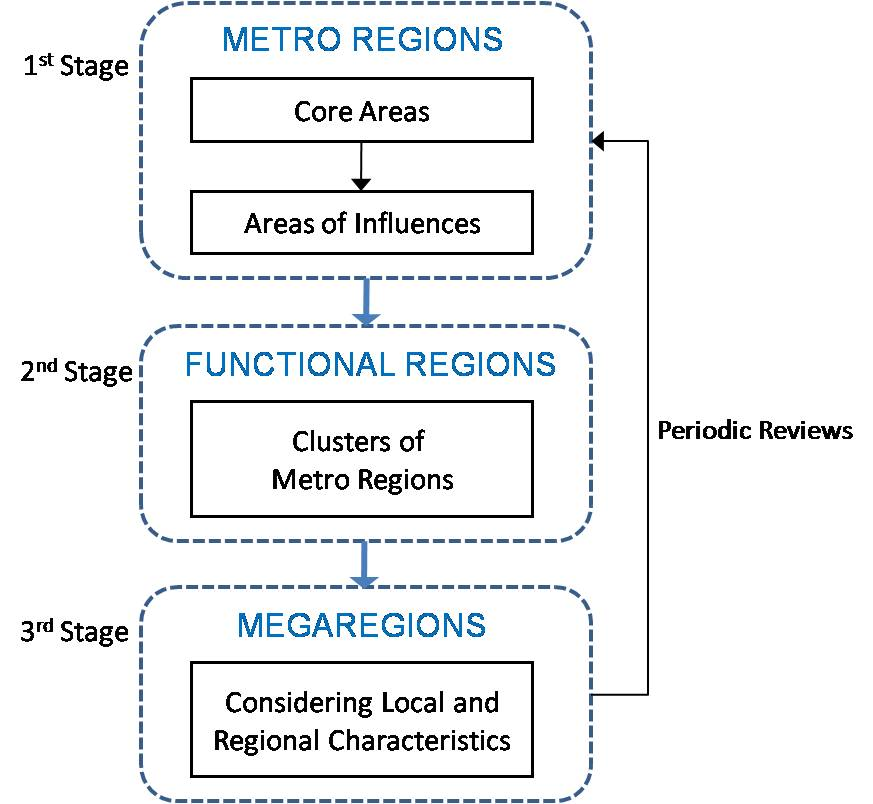 METRO REGIONS
1st Stage
Core Areas
Areas of Influences
FUNCTIONAL REGIONS
2nd Stage
Clusters of
Metro Regions
Periodic Reviews
MEGAREGIONS
3rd Stage
Considering Local and
Regional Characteristics